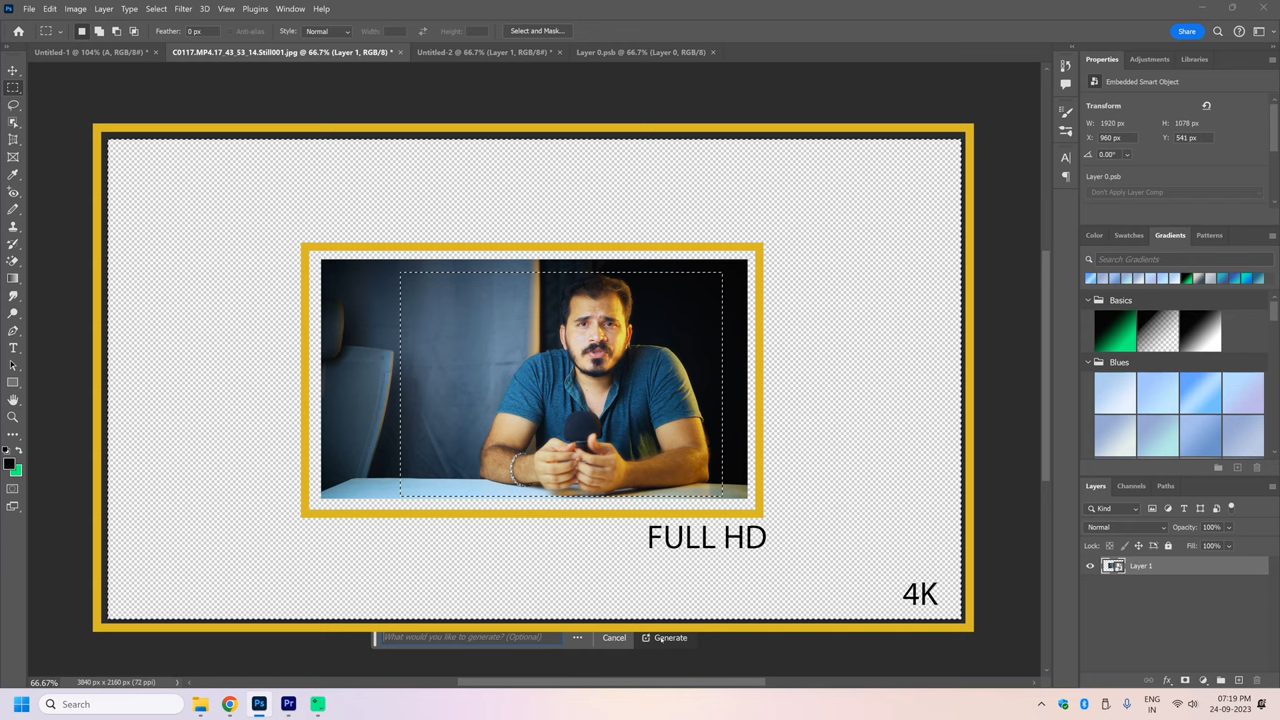 Ps File Edit Image Layer Type Select Filter 3D View Plugins Window Help
Feather: 0 px Anti-alias Style: Normal Width: Height: Select and Mask... Share
Untitled-1 @ 104% (A, RGB/8#) * × C0117.MP4.17_43_53_14.Still001.jpg @ 66.7% (Layer 1, RGB/8) * × Untitled-2 @ 66.7% (Layer 1, RGB/8#) * × Layer 0.psb @ 66.7% (Layer 0, RGB/8) ×
Properties Adjustments Libraries
Embedded Smart Object
Transform
W: 1920 px H: 1078 px
X: 960 px Y: 541 px
0.00°
Layer 0.psb
Don't Apply Layer Comp
Color Swatches Gradients Patterns
Search Gradients
Basics
Blues
FULL HD
4K
What would you like to generate? (Optional) ... Cancel Generate
Layers Channels Paths
Kind
Normal Opacity: 100%
Lock: Fill: 100%
Layer 1
66.67% 3840 px x 2160 px (72 ppi)
Search Ps Pr ENG IN 07:19 PM 24-09-2023